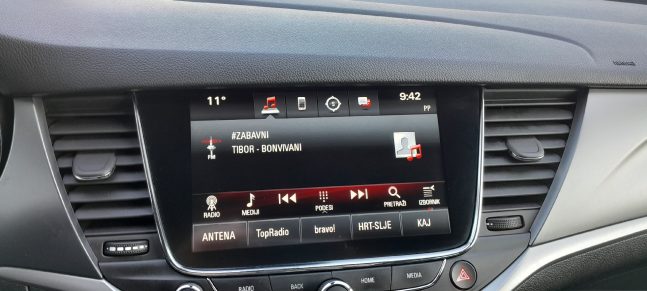 11° 9:42
PP
#ZABAVNI
TIBOR - BONVIVANI
FM
RADIO MEDIJI PODESI PRETRAŽI IZBORNIK
ANTENA TopRadio bravo! HRT-SLJE KAJ
RADIO BACK HOME MEDIA